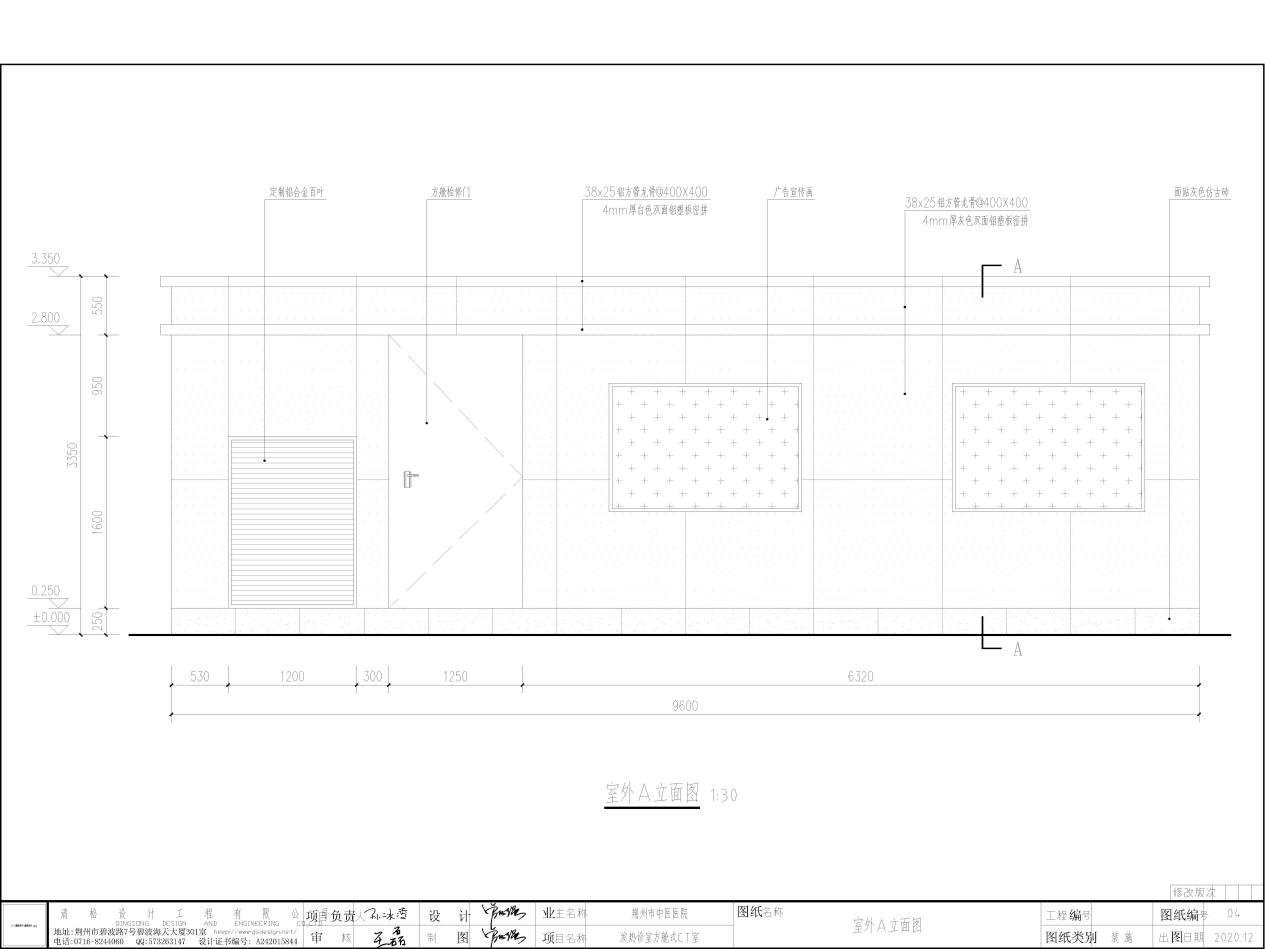 定制铝合金百叶
方舱检修门
38x25铝方管龙骨@400X400
4mm厚白色双面铝塑板密拼
广告宣传画
38x25铝方管龙骨@400X400
4mm厚灰色双面铝塑板密拼
面贴灰色仿古砖
A
3.350
2.800
0.250
±0.000
550
950
1600
250
3350
A
530
1200
300
1250
6320
9600
室外A立面图 1:30
修改版次
清松设计工程有限公司
QINGSONG DESIGN AND ENGINEERING CO.,LTD
地址:荆州市碧波路7号碧波海天大厦301室
电话:0716-8244060 QQ:573263147 设计证书编号: A242015844
项目负责人
审 核
设 计
制 图
业主名称 荆州市中医医院
项目名称 发热诊室方舱式CT室
图纸名称
室外A立面图
工程编号
图纸类别 装 施
图纸编号 04
出图日期 2020.12